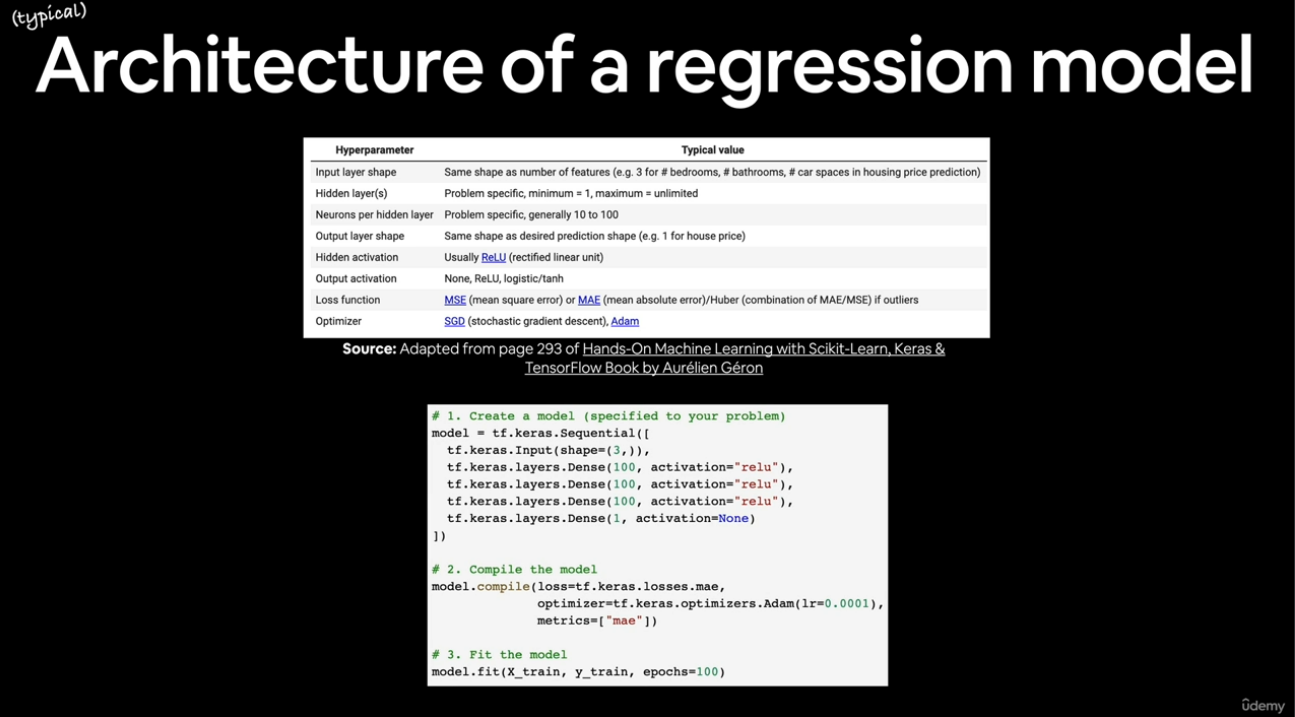 (typical)
Architecture of a regression model
Hyperparameter Typical value
Input layer shape Same shape as number of features (e.g. 3 for # bedrooms, # bathrooms, # car spaces in housing price prediction)
Hidden layer(s) Problem specific, minimum = 1, maximum = unlimited
Neurons per hidden layer Problem specific, generally 10 to 100
Output layer shape Same shape as desired prediction shape (e.g. 1 for house price)
Hidden activation Usually ReLU (rectified linear unit)
Output activation None, ReLU, logistic/tanh
Loss function MSE (mean square error) or MAE (mean absolute error)/Huber (combination of MAE/MSE) if outliers
Optimizer SGD (stochastic gradient descent), Adam
Source: Adapted from page 293 of Hands-On Machine Learning with Scikit-Learn, Keras &
TensorFlow Book by Aurélien Géron
# 1. Create a model (specified to your problem)
model = tf.keras.Sequential([
  tf.keras.Input(shape=(3,)),
  tf.keras.layers.Dense(100, activation="relu"),
  tf.keras.layers.Dense(100, activation="relu"),
  tf.keras.layers.Dense(100, activation="relu"),
  tf.keras.layers.Dense(1, activation=None)
])
# 2. Compile the model
model.compile(loss=tf.keras.losses.mae,
              optimizer=tf.keras.optimizers.Adam(lr=0.0001),
              metrics=["mae"])
# 3. Fit the model
model.fit(X_train, y_train, epochs=100)
ûdemy